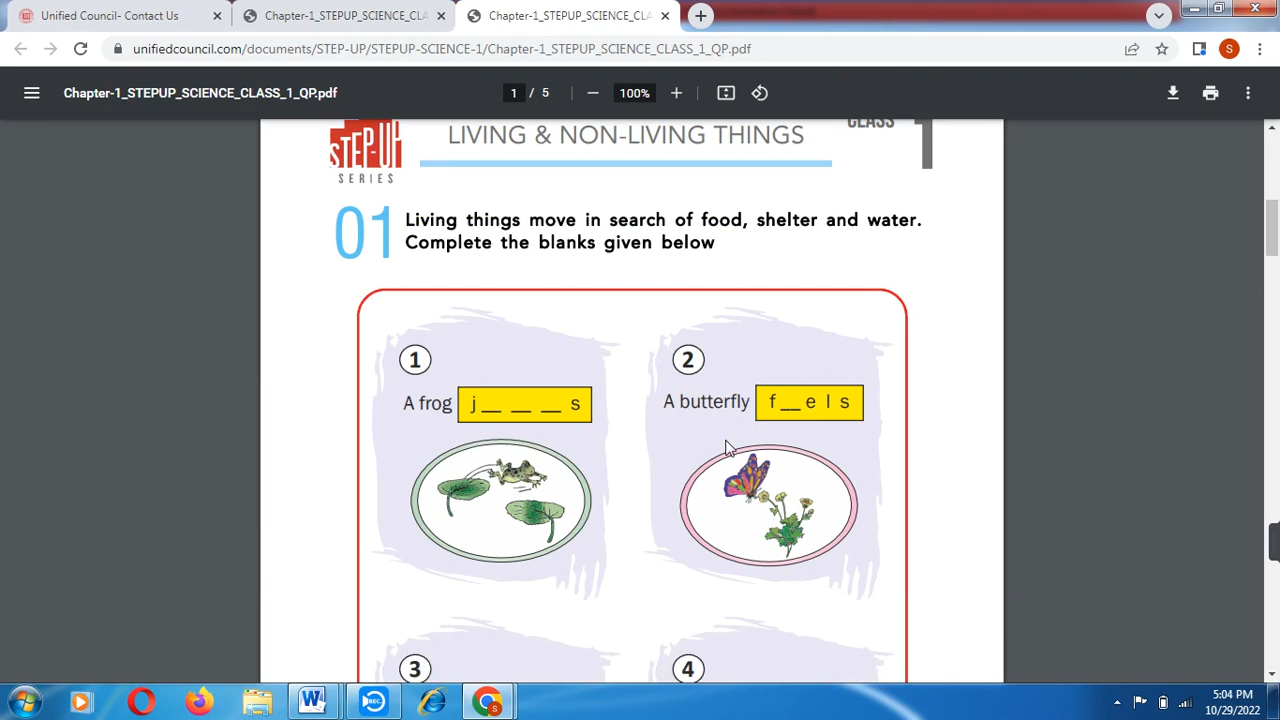 Unified Council- Contact Us
Chapter-1_STEPUP_SCIENCE_CLA
Chapter-1_STEPUP_SCIENCE_CLA
unifiedcouncil.com/documents/STEP-UP/STEPUP-SCIENCE-1/Chapter-1_STEPUP_SCIENCE_CLASS_1_QP.pdf
S
Chapter-1_STEPUP_SCIENCE_CLASS_1_QP.pdf
1 / 5
100%
STEP-UP
SERIES
LIVING & NON-LIVING THINGS
CLASS
1
01 Living things move in search of food, shelter and water.
Complete the blanks given below
1
A frog j __ __ __ s
2
A butterfly f __ e l s
3
4
W
REC
S
5:04 PM
10/29/2022